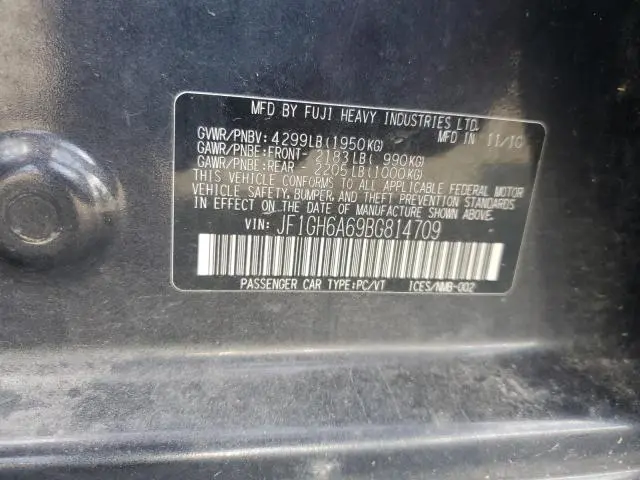 MFD BY FUJI HEAVY INDUSTRIES LTD.
GVWR/PNBV: 4299LB(1950KG) MFD IN 11/10
GAWR/PNBE:FRONT- 2183LB( 990KG)
GAWR/PNBE:REAR - 2205LB(1000KG)
THIS VEHICLE CONFORMS TO ALL APPLICABLE FEDERAL MOTOR
VEHICLE SAFETY, BUMPER, AND THEFT PREVENTION STANDARDS
IN EFFECT ON THE DATE OF MANUFACTURE SHOWN ABOVE.
VIN: JF1GH6A69BG814709
PASSENGER CAR TYPE:PC/VT ICES/NMB-002